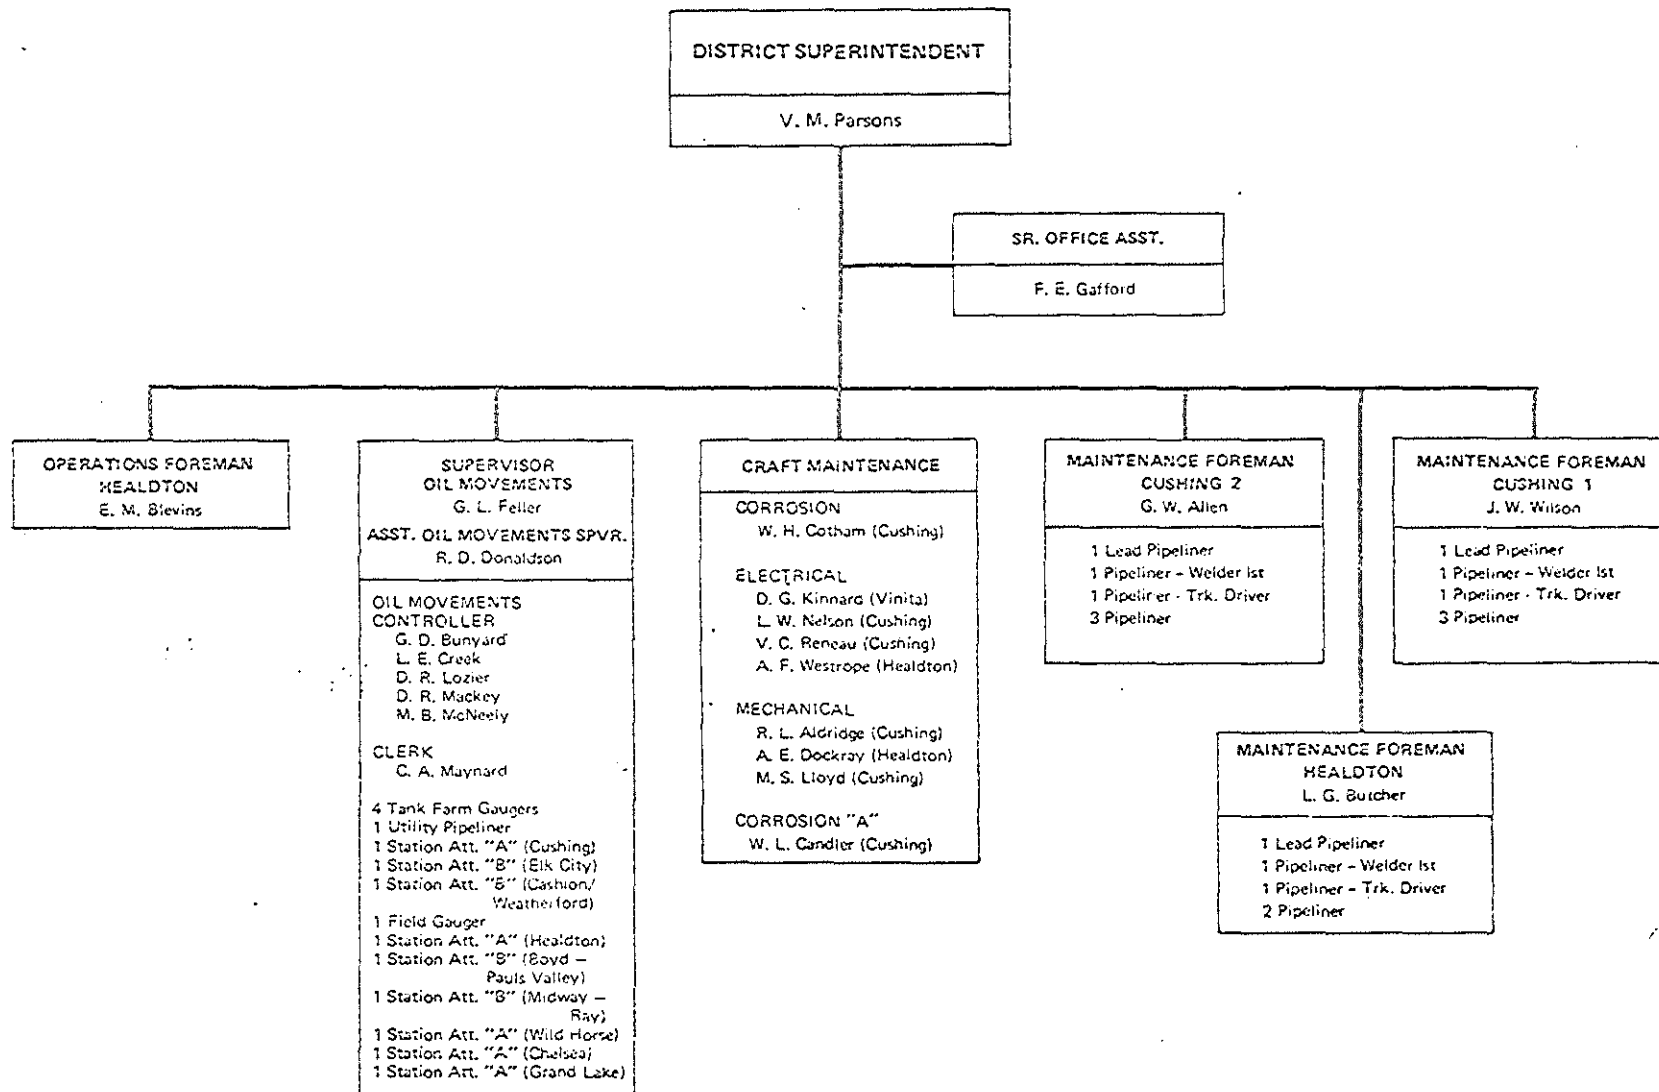 DISTRICT SUPERINTENDENT
V. M. Parsons
SR. OFFICE ASST.
F. E. Gafford
OPERATIONS FOREMAN
HEALDTON
E. M. Blevins
SUPERVISOR
OIL MOVEMENTS
G. L. Feller
ASST. OIL MOVEMENTS SPVR.
R. D. Donaldson
OIL MOVEMENTS
CONTROLLER
G. D. Bunyard
L. E. Creek
D. R. Lozier
D. R. Mackey
M. B. McNeely
CLERK
C. A. Maynard
4 Tank Farm Gaugers
1 Utility Pipeliner
1 Station Att. "A" (Cushing)
1 Station Att. "B" (Elk City)
1 Station Att. "B" (Cashion/
Weatherford)
1 Field Gauger
1 Station Att. "A" (Healdton)
1 Station Att. "B" (Boyd –
Pauls Valley)
1 Station Att. "B" (Midway –
Ray)
1 Station Att. "A" (Wild Horse)
1 Station Att. "A" (Chelsea)
1 Station Att. "A" (Grand Lake)
CRAFT MAINTENANCE
CORROSION
W. H. Cotham (Cushing)
ELECTRICAL
D. G. Kinnard (Vinita)
L. W. Nelson (Cushing)
V. C. Reneau (Cushing)
A. F. Westrope (Healdton)
MECHANICAL
R. L. Aldridge (Cushing)
A. E. Dockray (Healdton)
M. S. Lloyd (Cushing)
CORROSION "A"
W. L. Candler (Cushing)
MAINTENANCE FOREMAN
CUSHING 2
G. W. Allen
1 Lead Pipeliner
1 Pipeliner – Welder Ist
1 Pipeliner - Trk. Driver
3 Pipeliner
MAINTENANCE FOREMAN
CUSHING 1
J. W. Wilson
1 Lead Pipeliner
1 Pipeliner – Welder Ist
1 Pipeliner - Trk. Driver
3 Pipeliner
MAINTENANCE FOREMAN
HEALDTON
L. G. Butcher
1 Lead Pipeliner
1 Pipeliner – Welder Ist
1 Pipeliner – Trk. Driver
2 Pipeliner